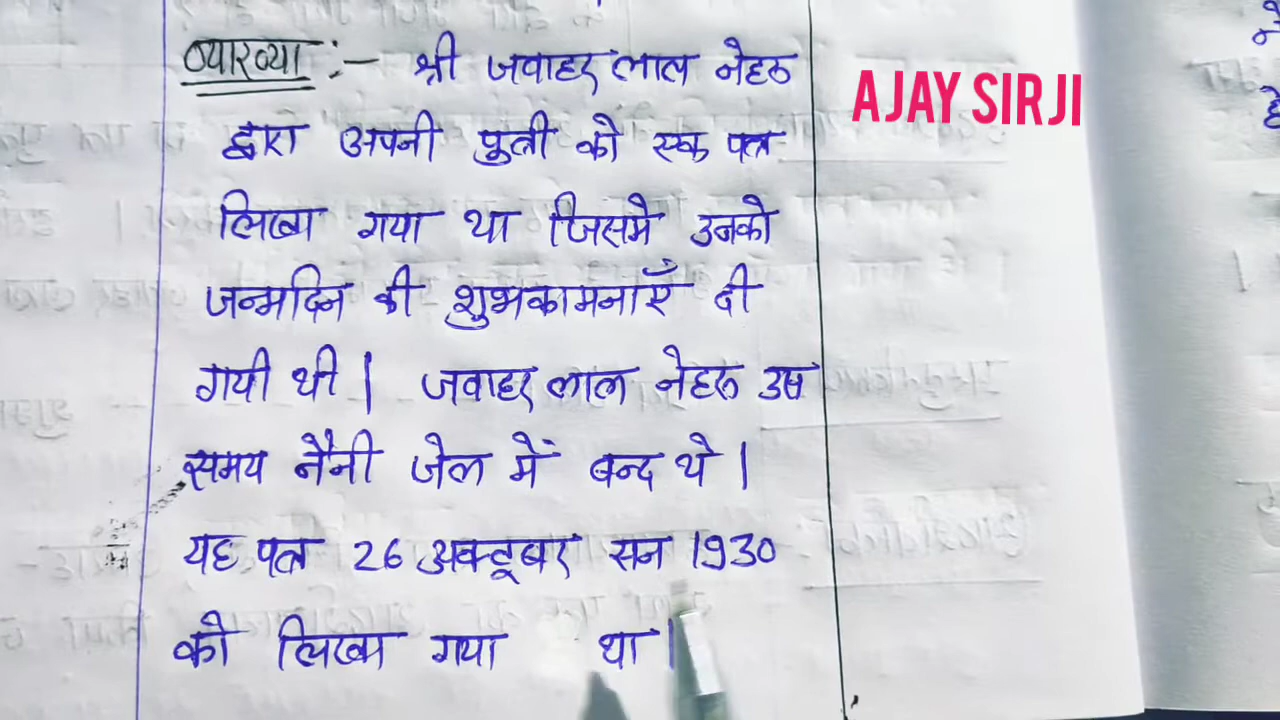 व्याख्या :- श्री जवाहर लाल नेहरु
द्वारा अपनी पुत्री को एक पत्र
लिखा गया था जिसमे उनको
जन्मदिन की शुभकामनाएँ दी
गयी थी | जवाहर लाल नेहरु उस
समय नैनी जेल में बन्द थे |
यह पत्र 26 अक्टूबर सन 1930
को लिखा गया था |
AJAY SIRJI
ने
है